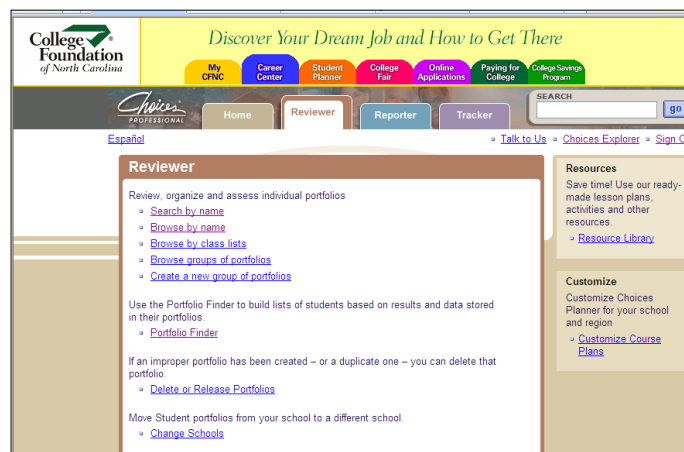 College
Foundation
of North Carolina
Discover Your Dream Job and How to Get There
My
CFNC
Career
Center
Student
Planner
College
Fair
Online
Applications
Paying for
College
College Savings
Program
Choices
PROFESSIONAL
Home
Reviewer
Reporter
Tracker
SEARCH
go
Español
Talk to Us
Choices Explorer
Sign
Reviewer
Review, organize and assess individual portfolios
Search by name
Browse by name
Browse by class lists
Browse groups of portfolios
Create a new group of portfolios
Use the Portfolio Finder to build lists of students based on results and data stored
in their portfolios.
Portfolio Finder
If an improper portfolio has been created – or a duplicate one – you can delete that
portfolio.
Delete or Release Portfolios
Move Student portfolios from your school to a different school.
Change Schools
Resources
Save time! Use our ready-
made lesson plans,
activities and other
resources.
Resource Library
Customize
Customize Choices
Planner for your school
and region
Customize Course
Plans